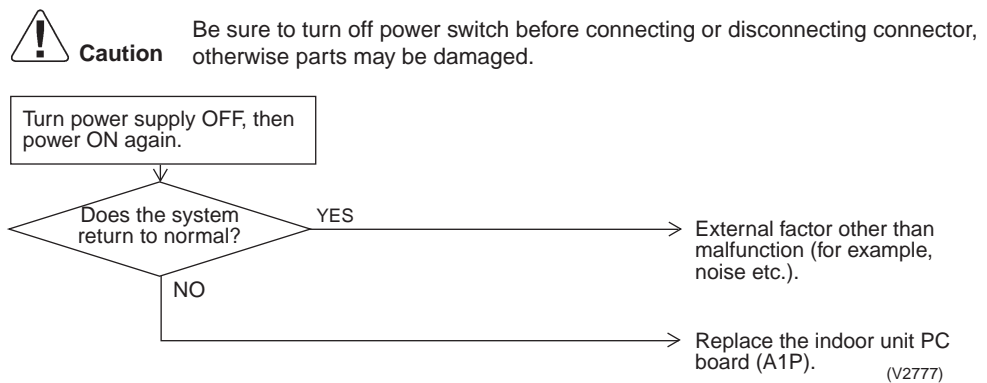 Be sure to turn off power switch before connecting or disconnecting connector,
Caution otherwise parts may be damaged.
Turn power supply OFF, then
power ON again.
Does the system
return to normal?
YES
External factor other than
malfunction (for example,
noise etc.).
NO
Replace the indoor unit PC
board (A1P).
(V2777)